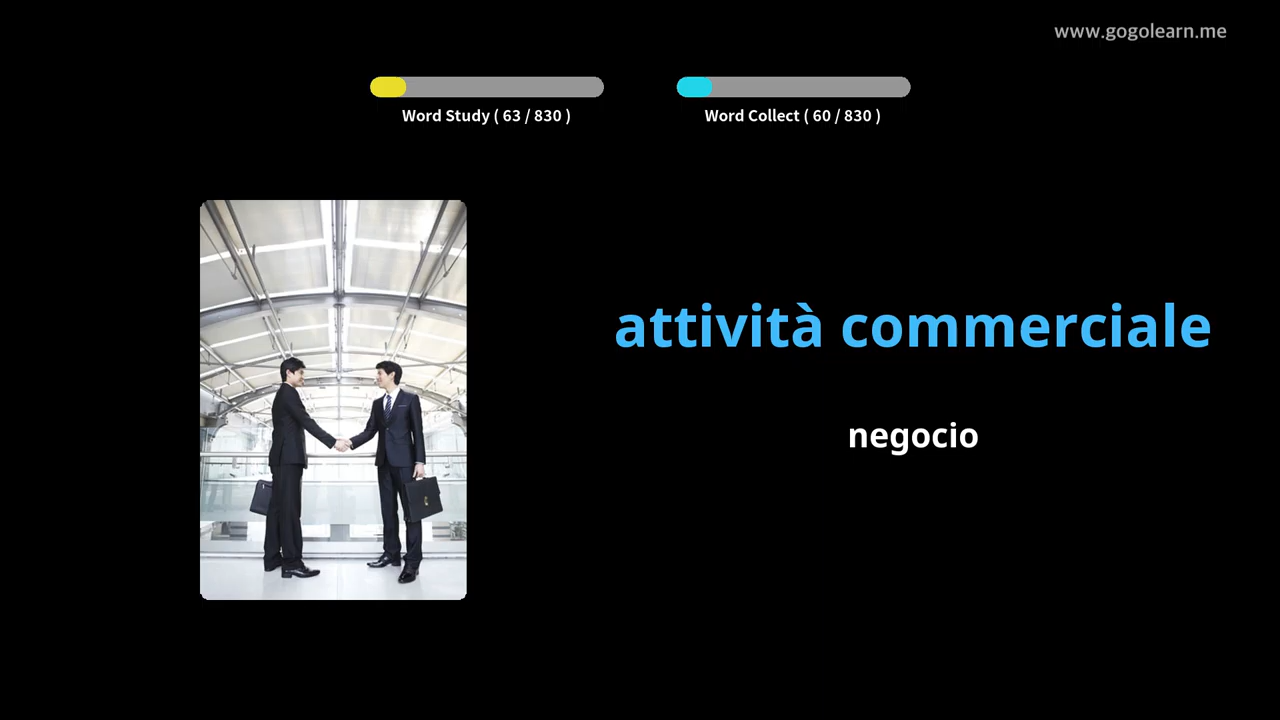 www.gogolearn.me
Word Study ( 63 / 830 )
Word Collect ( 60 / 830 )
attività commerciale
negocio